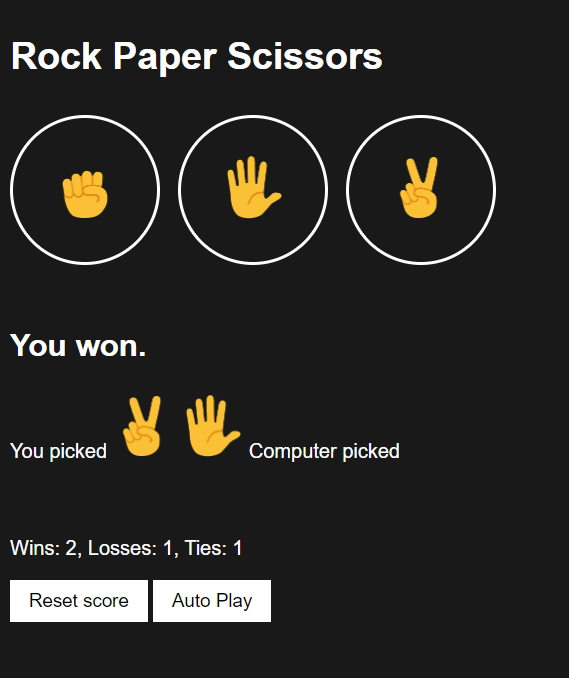 Rock Paper Scissors
You won.
You picked Computer picked
Wins: 2, Losses: 1, Ties: 1
Reset score Auto Play